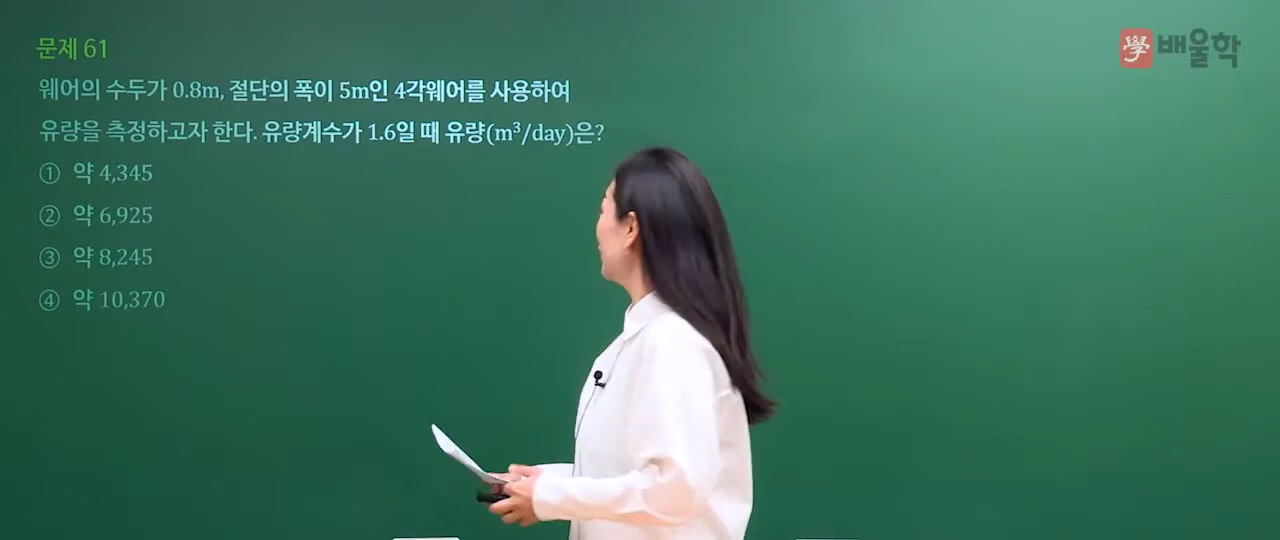 문제 61
學 배울학
웨어의 수두가 0.8m, 절단의 폭이 5m인 4각웨어를 사용하여
유량을 측정하고자 한다. 유량계수가 1.6일 때 유량(m³/day)은?
① 약 4,345
② 약 6,925
③ 약 8,245
④ 약 10,370